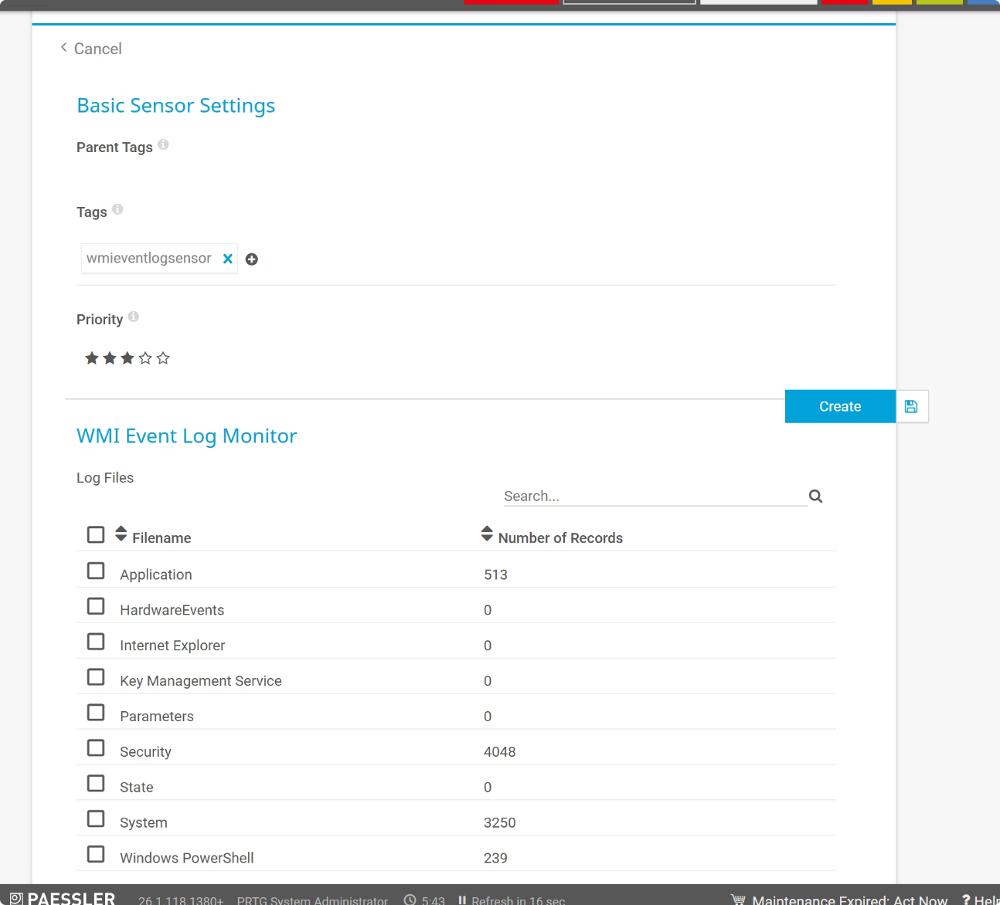 Cancel
Basic Sensor Settings
Parent Tags
Tags
wmieventlogsensor
Priority
Create
WMI Event Log Monitor
Log Files
Search...
Filename Number of Records
Application 513
HardwareEvents 0
Internet Explorer 0
Key Management Service 0
Parameters 0
Security 4048
State 0
System 3250
Windows PowerShell 239
PAESSLER 26.1.118.1380+ PRTG System Administrator 5:43 Refresh in 16 sec Maintenance Expired: Act Now ? Help